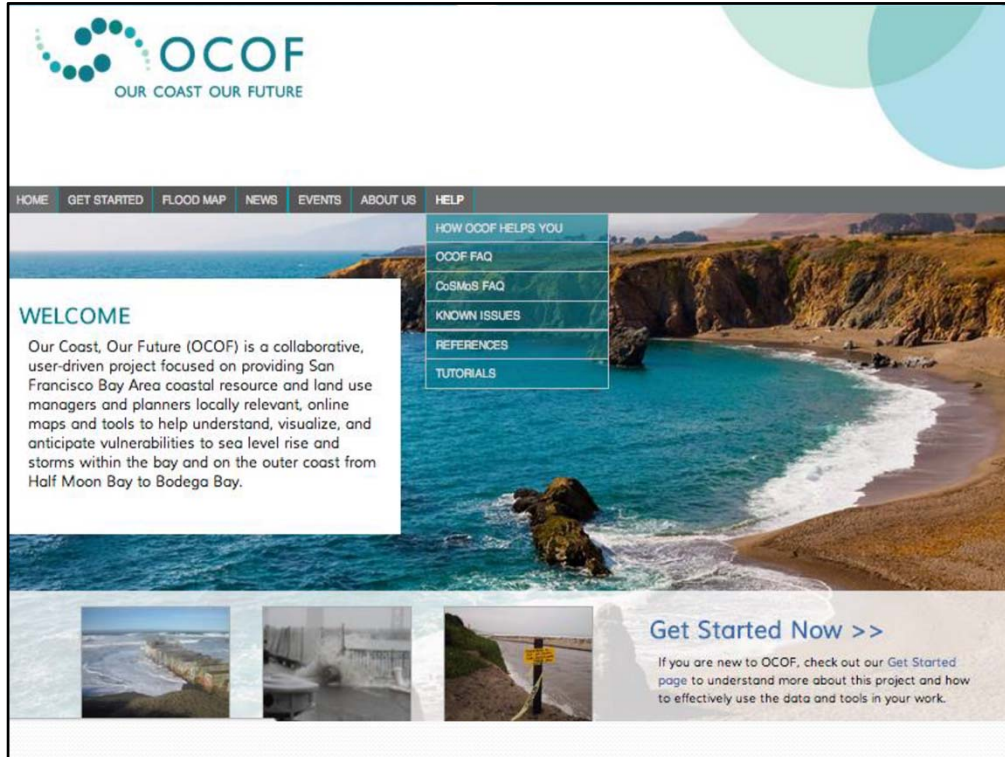 OCOF
OUR COAST OUR FUTURE
HOME GET STARTED FLOOD MAP NEWS EVENTS ABOUT US HELP
HOW OCOF HELPS YOU
OCOF FAQ
CoSMoS FAQ
KNOWN ISSUES
REFERENCES
TUTORIALS
WELCOME
Our Coast, Our Future (OCOF) is a collaborative,
user-driven project focused on providing San
Francisco Bay Area coastal resource and land use
managers and planners locally relevant, online
maps and tools to help understand, visualize, and
anticipate vulnerabilities to sea level rise and
storms within the bay and on the outer coast from
Half Moon Bay to Bodega Bay.
Get Started Now >>
If you are new to OCOF, check out our Get Started
page to understand more about this project and how
to effectively use the data and tools in your work.